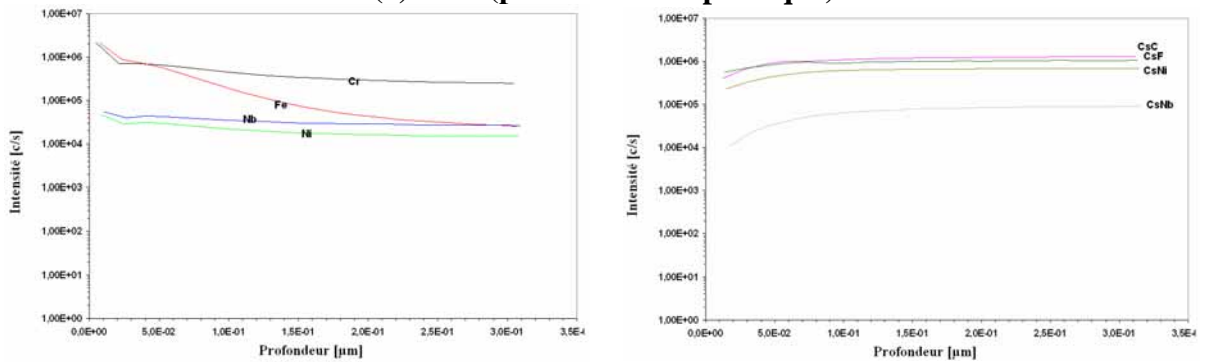 1,00E+07
1,00E+06
1,00E+05
1,00E+04
1,00E+03
1,00E+02
1,00E+01
1,00E+00
Intensité [c/s]
Cr
Fe
Nb
Ni
0,0E+00 5,0E-02 1,0E-01 1,5E-01 2,0E-01 2,5E-01 3,0E-01 3,5E-(
Profondeur [µm]
1,00E+07
1,00E+06
1,00E+05
1,00E+04
1,00E+03
1,00E+02
1,00E+01
1,00E+00
Intensité [c/s]
CsC
CsF
CsNi
CsNb
0,0E+00 5,0E-02 1,0E-01 1,5E-01 2,0E-01 2,5E-01 3,0E-01 3,5E-(
Profondeur [µm]